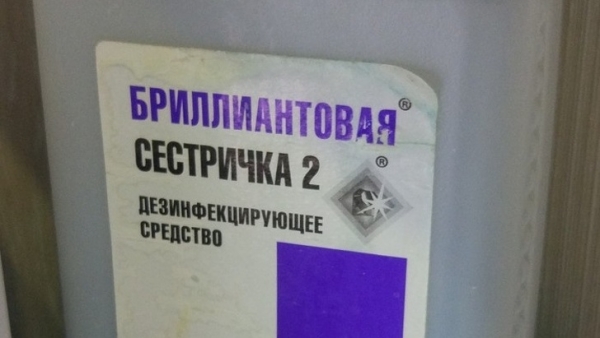 БРИЛЛИАНТОВАЯ®
СЕСТРИЧКА 2 ®
ДЕЗИНФЕКЦИРУЮЩЕЕ
СРЕДСТВО